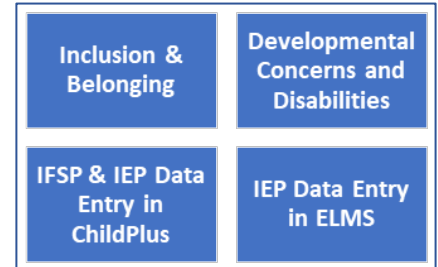 Inclusion &
Belonging
Developmental
Concerns and
Disabilities
IFSP & IEP Data
Entry in
ChildPlus
IEP Data Entry
in ELMS